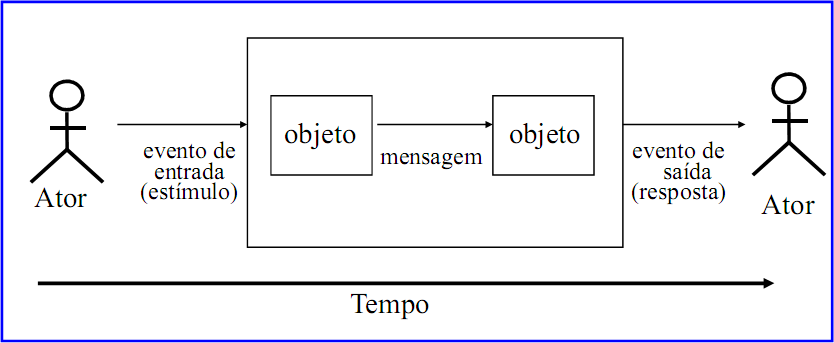 objeto
objeto
mensagem
evento de
entrada
(estímulo)
evento de
saída
(resposta)
Ator
Ator
Tempo